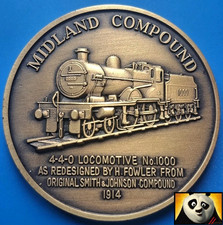 MIDLAND COMPOUND
1000
4-4-0 LOCOMOTIVE No.1000
AS REDESIGNED BY H.FOWLER FROM
ORIGINAL SMITH & JOHNSON COMPOUND
1914